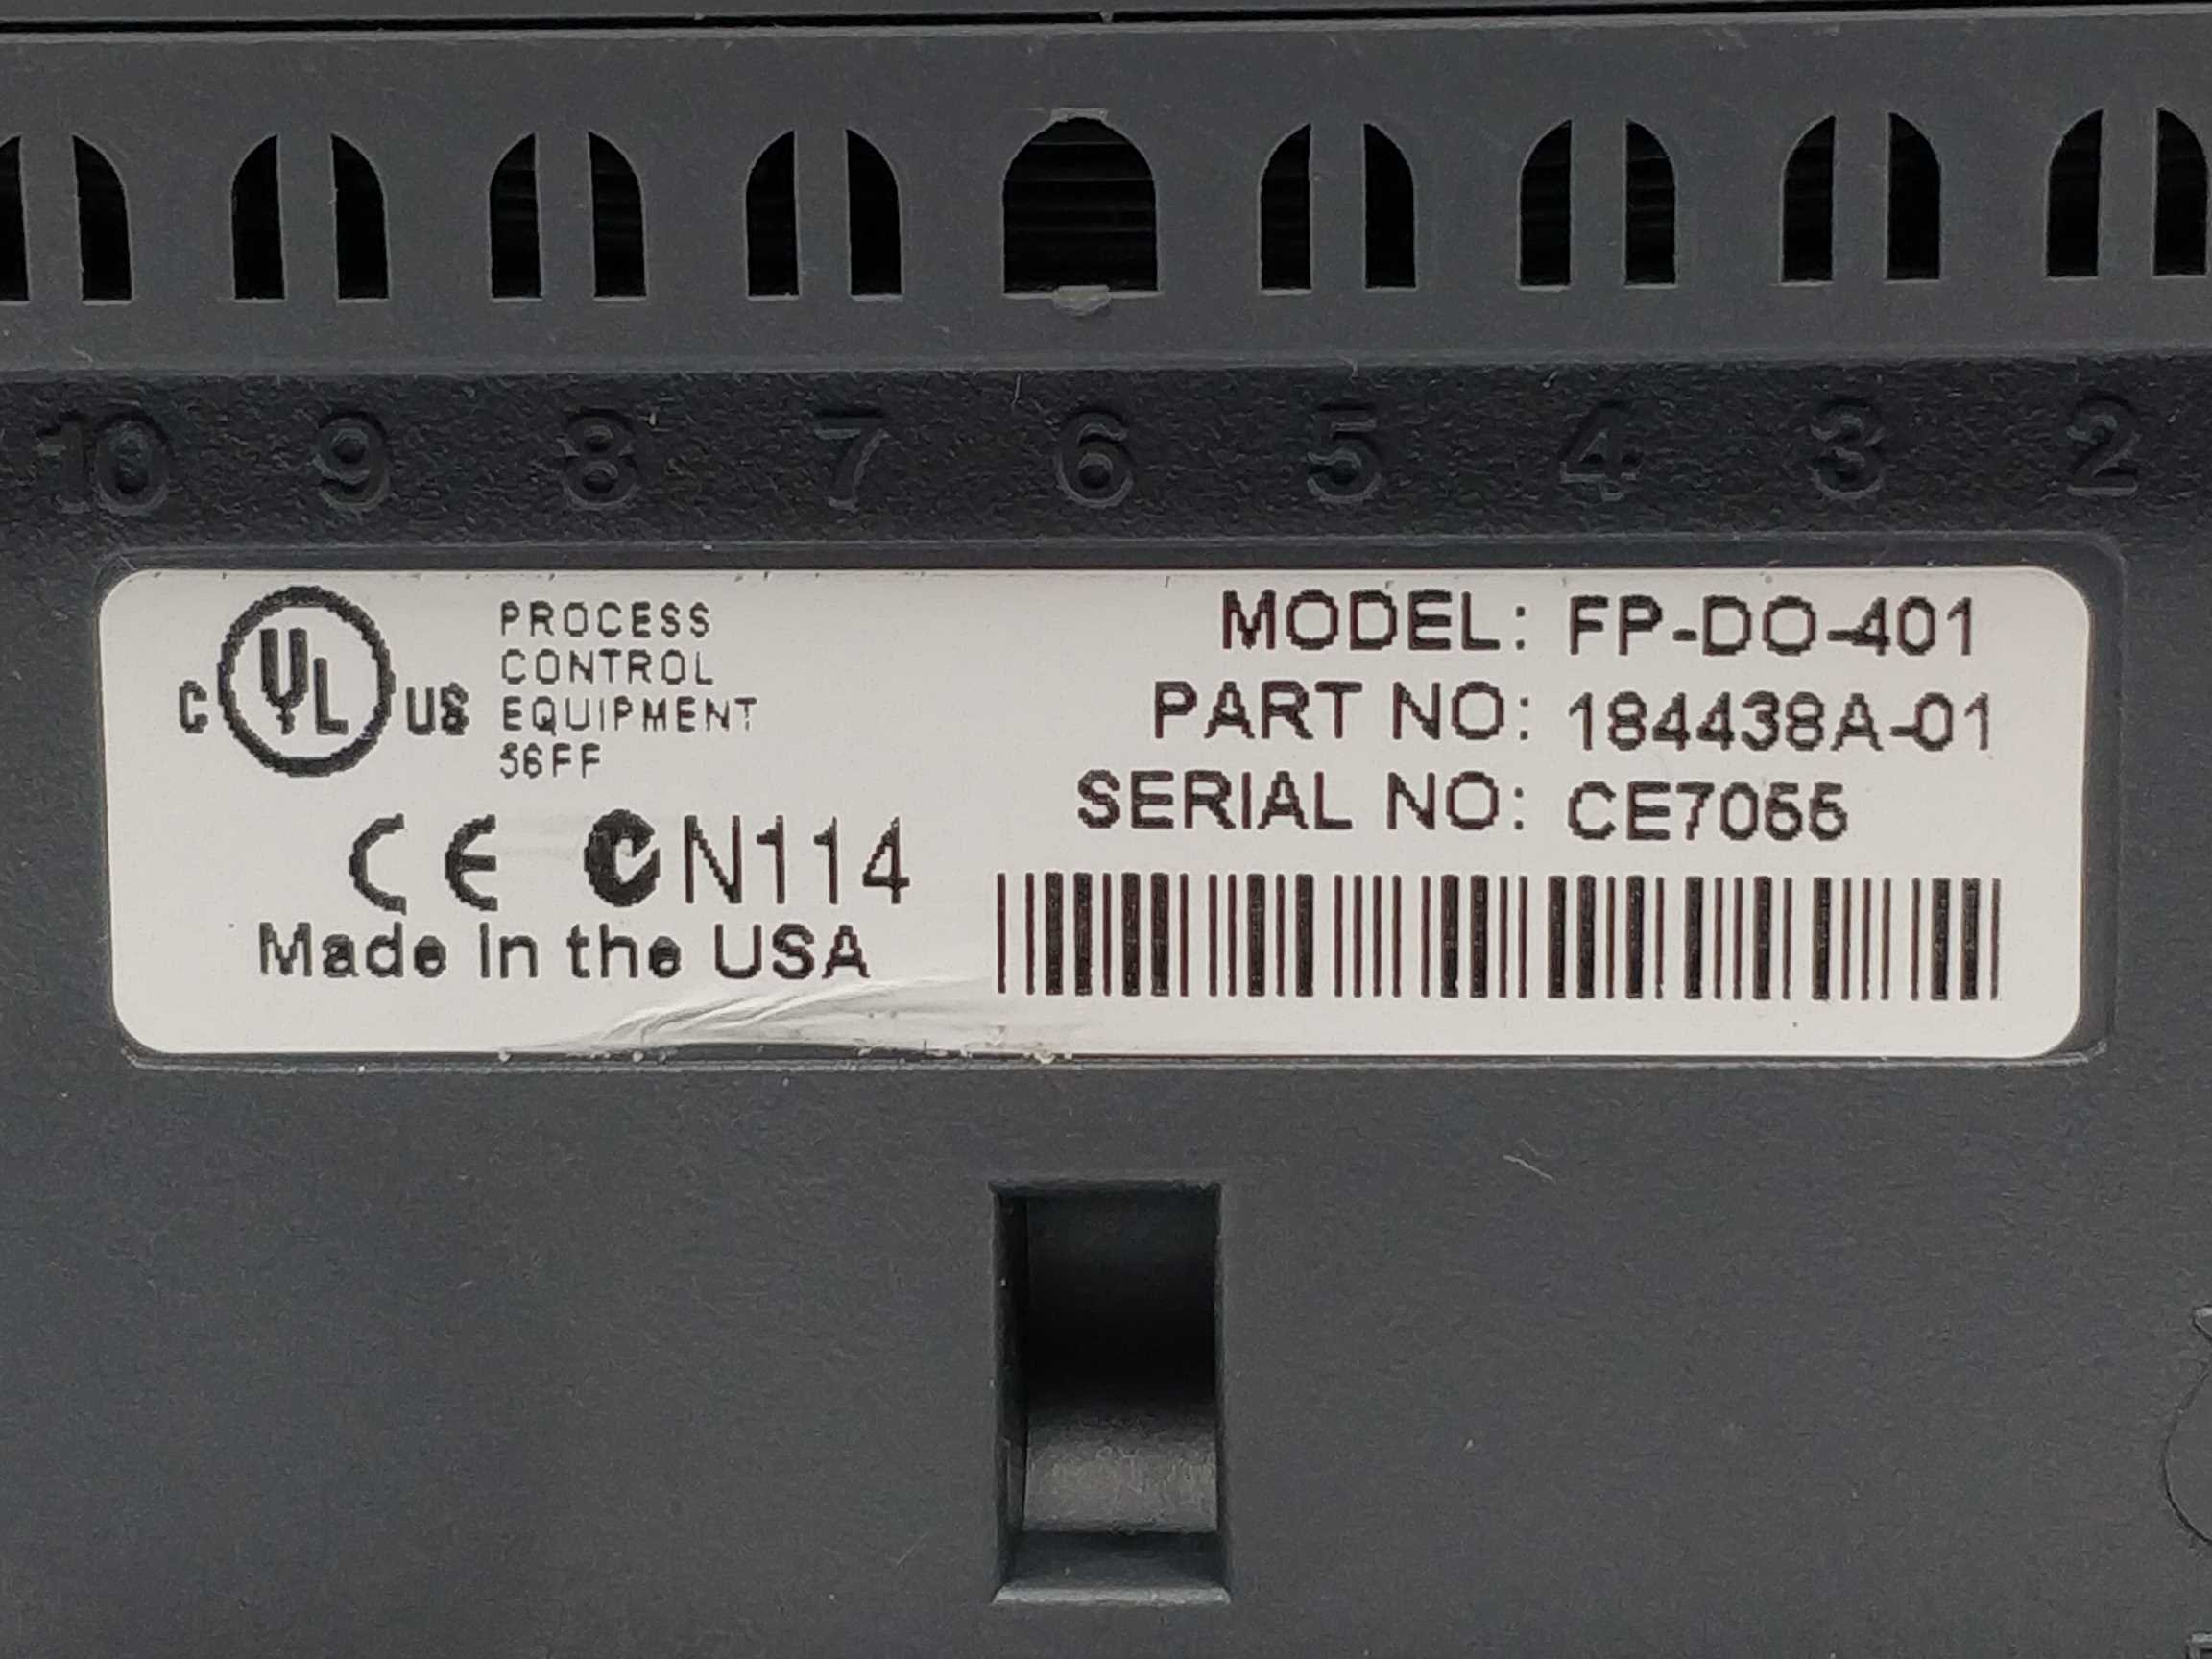 10 9 8 7 6 5 4 3 2
C UL US
PROCESS
CONTROL
EQUIPMENT
56FF
CE N114
Made in the USA
MODEL: FP-DO-401
PART NO: 184438A-01
SERIAL NO: CE7055